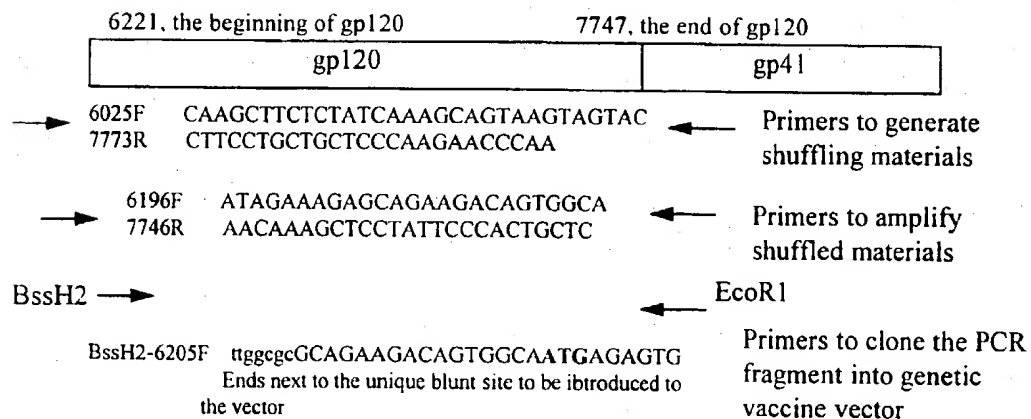 6221, the beginning of gp120 7747, the end of gp120
gp120 gp41
6025F CAAGCTTCTCTATCAAAGCAGTAAGTAGTAC Primers to generate
7773R CTTCCTGCTGCTCCCAAGAACCCAA shuffling materials
6196F ATAGAAAGAGCAGAAGACAGTGGCA Primers to amplify
7746R AACAAAGCTCCTATTCCCACTGCTC shuffled materials
BssH2 EcoR1
BssH2-6205F ttggcgcGCAGAAGACAGTGGCAATGAGAGTG Primers to clone the PCR
Ends next to the unique blunt site to be ibtroduced to fragment into genetic
the vector vaccine vector